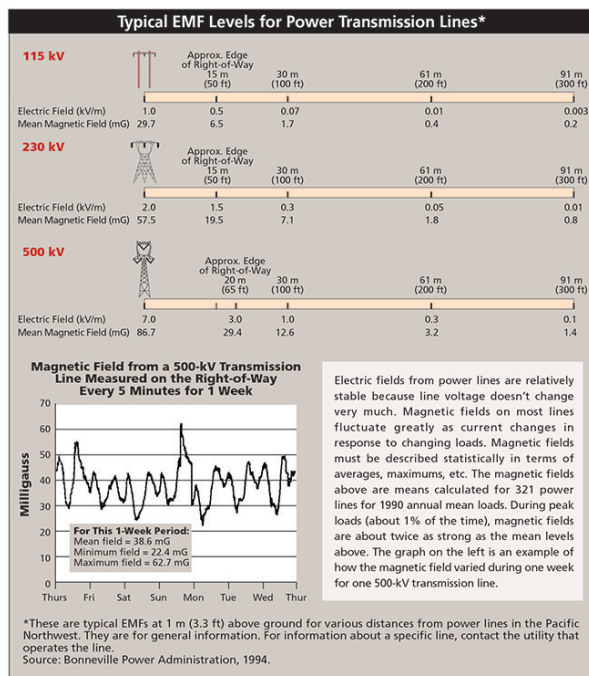 Typical EMF Levels for Power Transmission Lines*
115 kV
Approx. Edge
of Right-of-Way
15 m 30 m 61 m 91 m
(50 ft) (100 ft) (200 ft) (300 ft)
Electric Field (kV/m) 1.0 0.5 0.07 0.01 0.003
Mean Magnetic Field (mG) 29.7 6.5 1.7 0.4 0.2
230 kV
Approx. Edge
of Right-of-Way
15 m 30 m 61 m 91 m
(50 ft) (100 ft) (200 ft) (300 ft)
Electric Field (kV/m) 2.0 1.5 0.3 0.05 0.01
Mean Magnetic Field (mG) 57.5 19.5 7.1 1.8 0.8
500 kV
Approx. Edge
of Right-of-Way
20 m 30 m 61 m 91 m
(65 ft) (100 ft) (200 ft) (300 ft)
Electric Field (kV/m) 7.0 3.0 1.0 0.3 0.1
Mean Magnetic Field (mG) 86.7 29.4 12.6 3.2 1.4
Magnetic Field from a 500-kV Transmission
Line Measured on the Right-of-Way
Every 5 Minutes for 1 Week
Milligauss
70
60
50
40
30
20
10
0
For This 1-Week Period:
Mean field = 38.6 mG
Minimum field = 22.4 mG
Maximum field = 62.7 mG
Thurs Fri Sat Sun Mon Tue Wed Thur
Electric fields from power lines are relatively
stable because line voltage doesn't change
very much. Magnetic fields on most lines
fluctuate greatly as current changes in
response to changing loads. Magnetic fields
must be described statistically in terms of
averages, maximums, etc. The magnetic fields
above are means calculated for 321 power
lines for 1990 annual mean loads. During peak
loads (about 1% of the time), magnetic fields
are about twice as strong as the mean levels
above. The graph on the left is an example of
how the magnetic field varied during one week
for one 500-kV transmission line.
*These are typical EMFs at 1 m (3.3 ft) above ground for various distances from power lines in the Pacific
Northwest. They are for general information. For information about a specific line, contact the utility that
operates the line.
Source: Bonneville Power Administration, 1994.